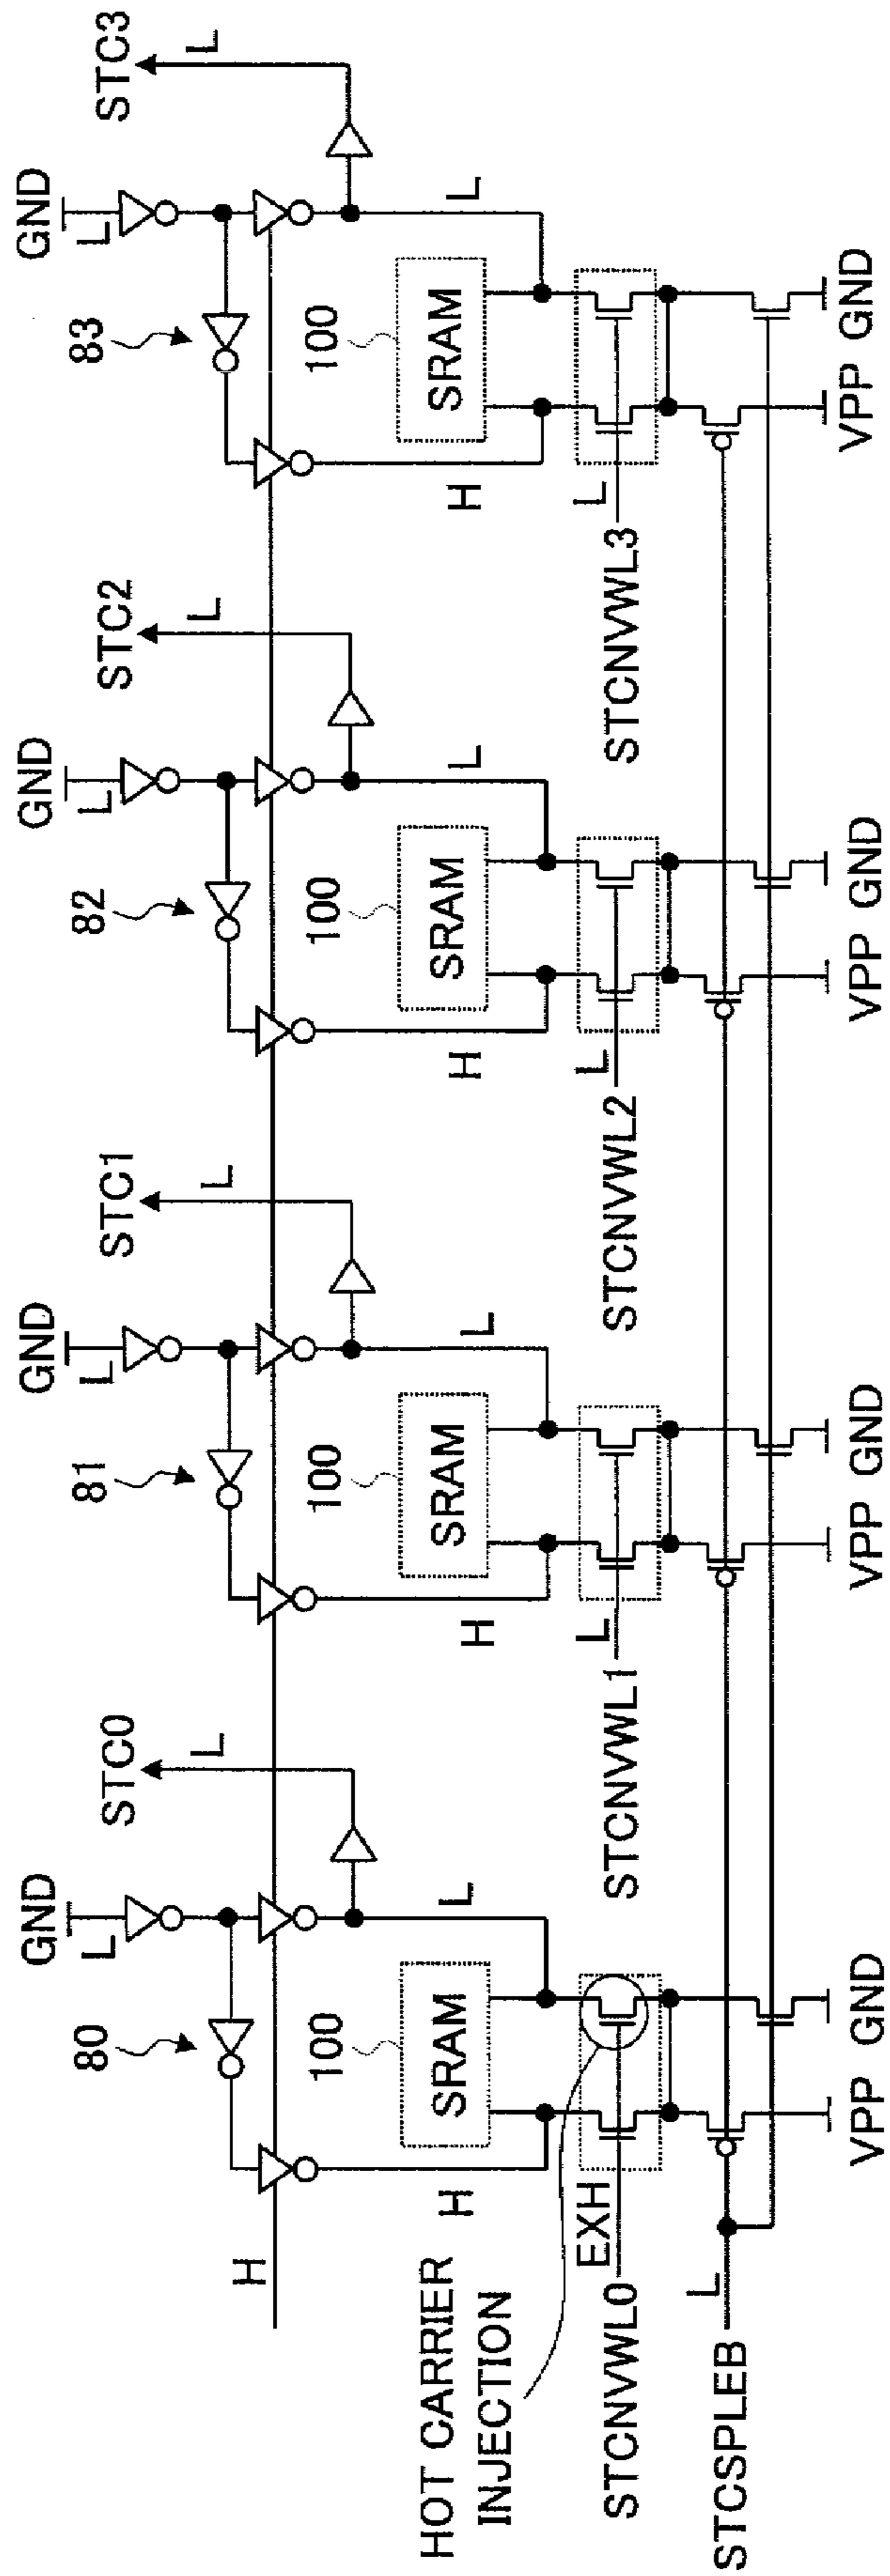 STC0
STC1
STC2
STC3
GND
L
L
GND
L
L
GND
L
L
GND
L
L
80
81
82
83
H
100
SRAM
100
SRAM
100
SRAM
100
SRAM
H
L
H
L
H
L
H
L
HOT CARRIER
INJECTION
EXH
STCNVWL0
L
STCNVWL1
L
STCNVWL2
L
STCNVWL3
L
STCSPLEB
VPP GND
VPP GND
VPP GND
VPP GND